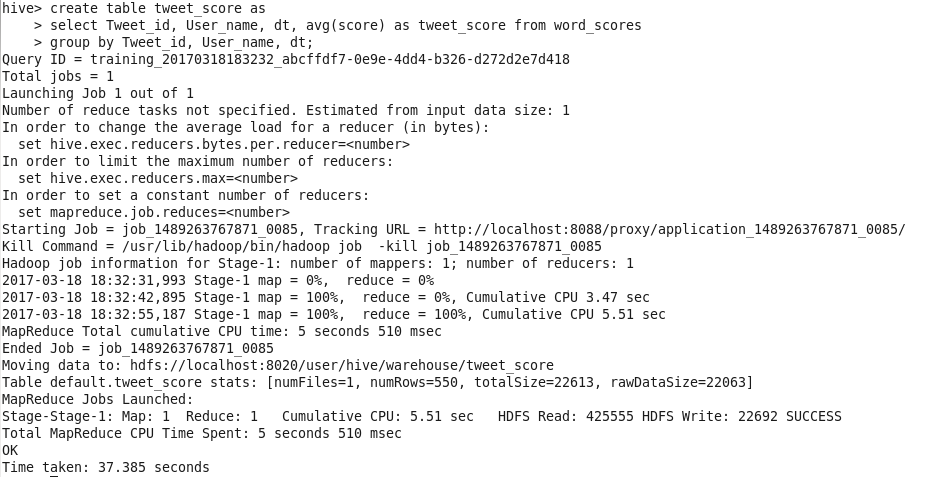 hive> create table tweet_score as
    > select Tweet_id, User_name, dt, avg(score) as tweet_score from word_scores
    > group by Tweet_id, User_name, dt;
Query ID = training_20170318183232_abcffdf7-0e9e-4dd4-b326-d272d2e7d418
Total jobs = 1
Launching Job 1 out of 1
Number of reduce tasks not specified. Estimated from input data size: 1
In order to change the average load for a reducer (in bytes):
  set hive.exec.reducers.bytes.per.reducer=<number>
In order to limit the maximum number of reducers:
  set hive.exec.reducers.max=<number>
In order to set a constant number of reducers:
  set mapreduce.job.reduces=<number>
Starting Job = job_1489263767871_0085, Tracking URL = http://localhost:8088/proxy/application_1489263767871_0085/
Kill Command = /usr/lib/hadoop/bin/hadoop job  -kill job_1489263767871_0085
Hadoop job information for Stage-1: number of mappers: 1; number of reducers: 1
2017-03-18 18:32:31,993 Stage-1 map = 0%,  reduce = 0%
2017-03-18 18:32:42,895 Stage-1 map = 100%,  reduce = 0%, Cumulative CPU 3.47 sec
2017-03-18 18:32:55,187 Stage-1 map = 100%,  reduce = 100%, Cumulative CPU 5.51 sec
MapReduce Total cumulative CPU time: 5 seconds 510 msec
Ended Job = job_1489263767871_0085
Moving data to: hdfs://localhost:8020/user/hive/warehouse/tweet_score
Table default.tweet_score stats: [numFiles=1, numRows=550, totalSize=22613, rawDataSize=22063]
MapReduce Jobs Launched:
Stage-Stage-1: Map: 1  Reduce: 1   Cumulative CPU: 5.51 sec   HDFS Read: 425555 HDFS Write: 22692 SUCCESS
Total MapReduce CPU Time Spent: 5 seconds 510 msec
OK
Time taken: 37.385 seconds